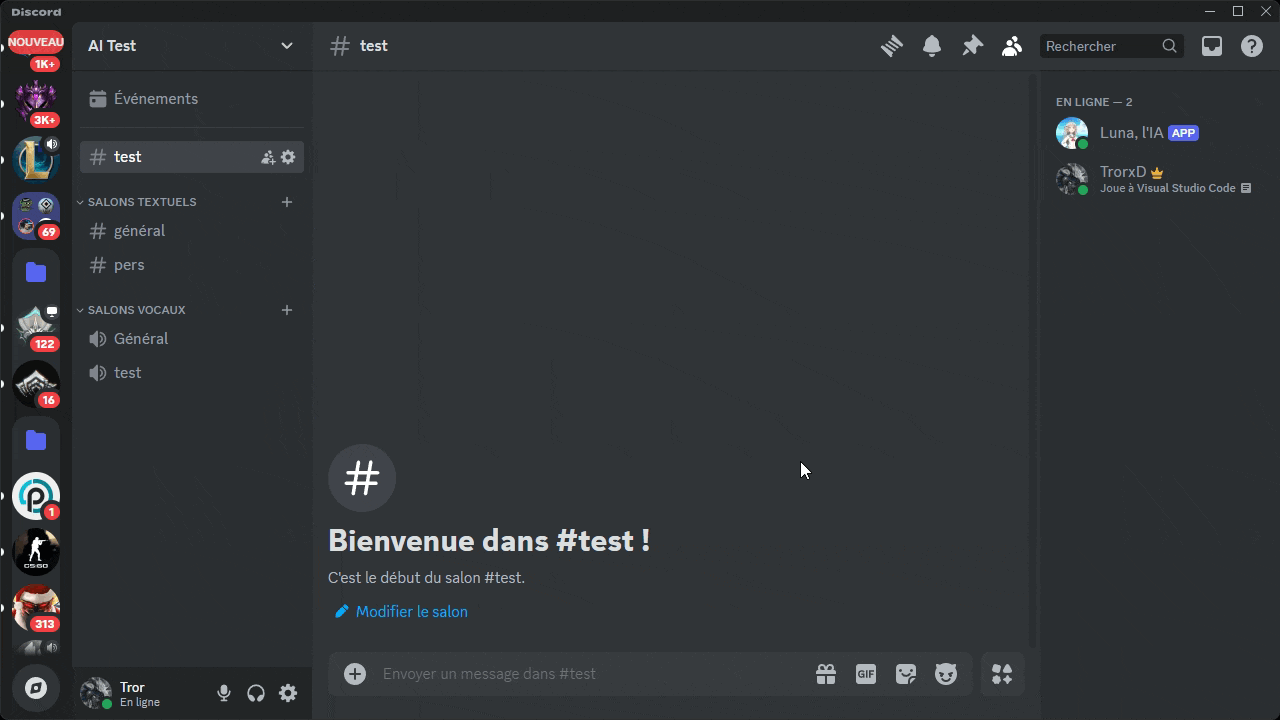 Discord
NOUVEAU
1K+
3K+
69
122
16
1
CS:GO
313
AI Test
Événements
test
SALONS TEXTUELS
général
pers
SALONS VOCAUX
Général
test
Tror
En ligne
test
Rechercher
Bienvenue dans #test !
C'est le début du salon #test.
Modifier le salon
Envoyer un message dans #test
GIF
EN LIGNE — 2
Luna, l'IA APP
TrorxD
Joue à Visual Studio Code